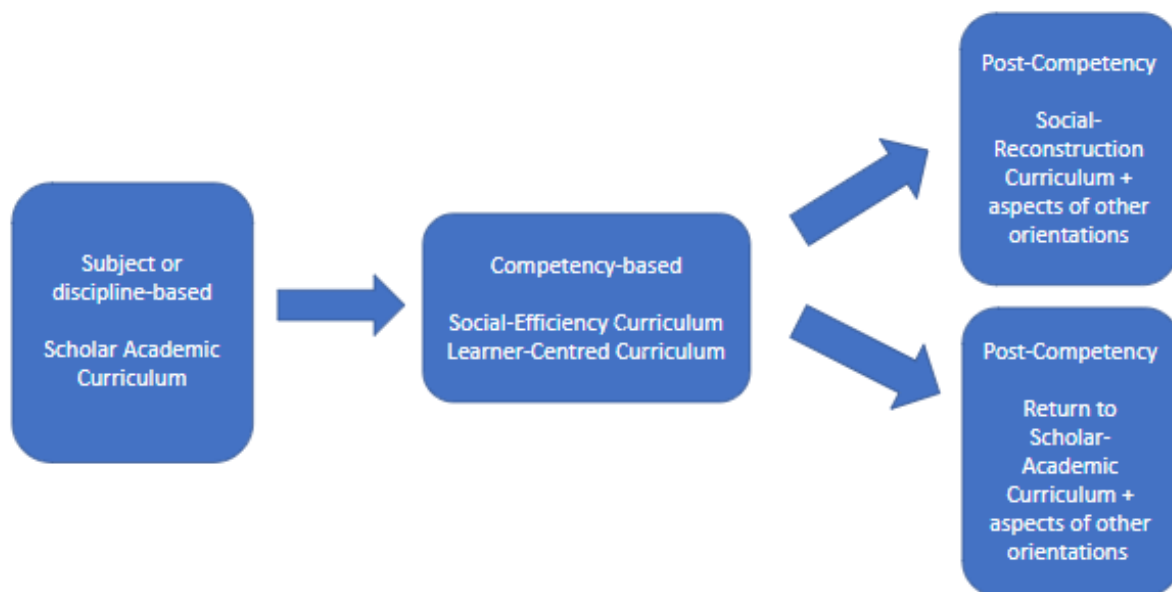 Subject or
discipline-based
Scholar Academic
Curriculum
Competency-based
Social-Efficiency Curriculum
Learner-Centred Curriculum
Post-Competency
Social-
Reconstruction
Curriculum +
aspects of other
orientations
Post-Competency
Return to
Scholar-
Academic
Curriculum +
aspects of other
orientations